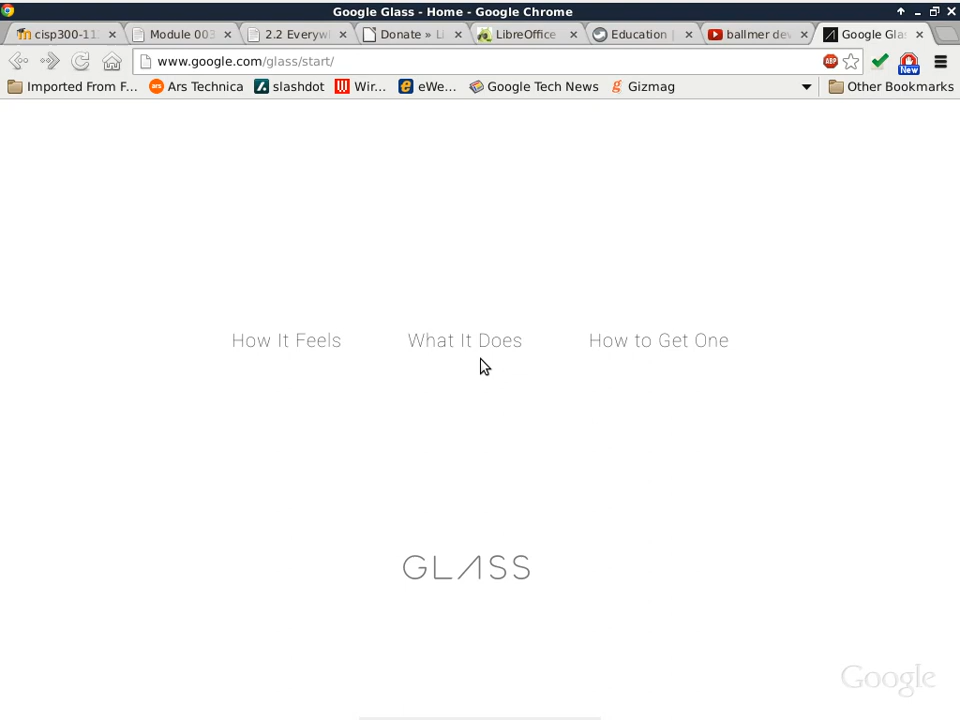 Google Glass - Home - Google Chrome
cisp300-11
Module 003
2.2 Everyw
Donate » Li
LibreOffice
Education |
ballmer dev
Google Glas
www.google.com/glass/start/
ABP
New
Imported From F...
Ars Technica
slashdot
Wir...
eWe...
Google Tech News
Gizmag
Other Bookmarks
How It Feels
What It Does
How to Get One
GLASS
Google